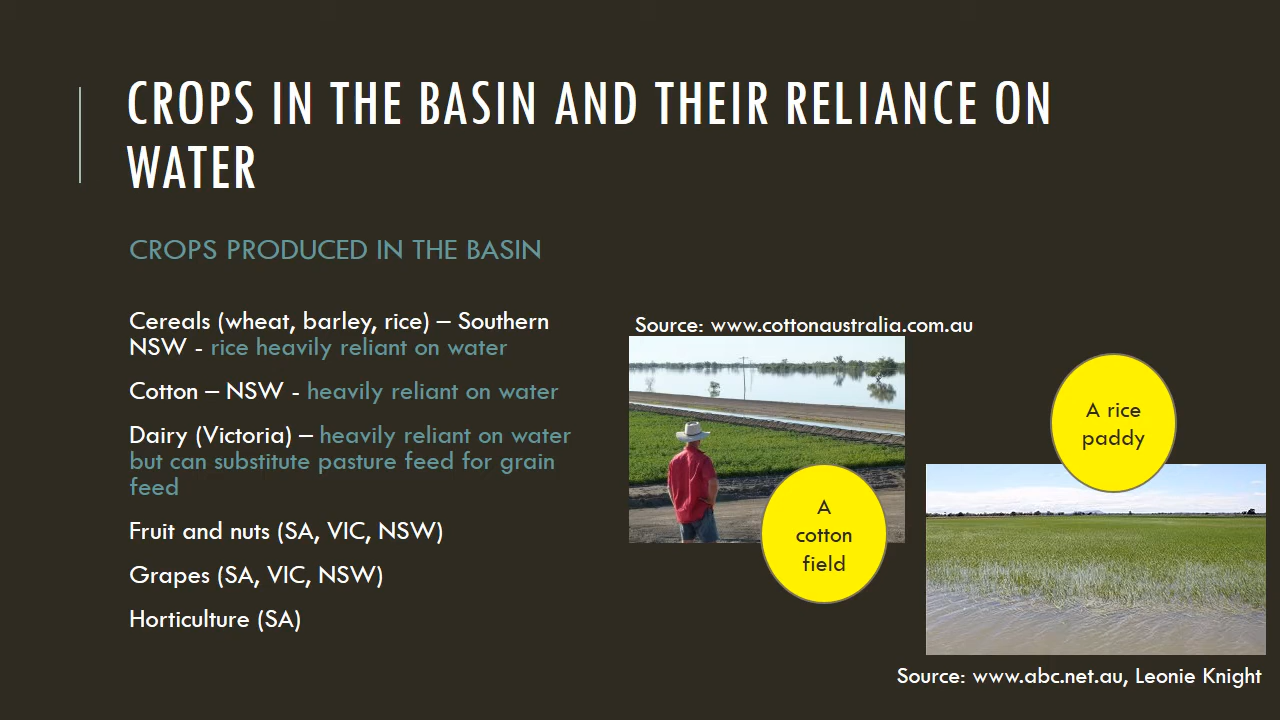 CROPS IN THE BASIN AND THEIR RELIANCE ON
WATER
CROPS PRODUCED IN THE BASIN
Cereals (wheat, barley, rice) – Southern
NSW - rice heavily reliant on water
Cotton – NSW - heavily reliant on water
Dairy (Victoria) – heavily reliant on water
but can substitute pasture feed for grain
feed
Fruit and nuts (SA, VIC, NSW)
Grapes (SA, VIC, NSW)
Horticulture (SA)
Source: www.cottonaustralia.com.au
A
cotton
field
A rice
paddy
Source: www.abc.net.au, Leonie Knight